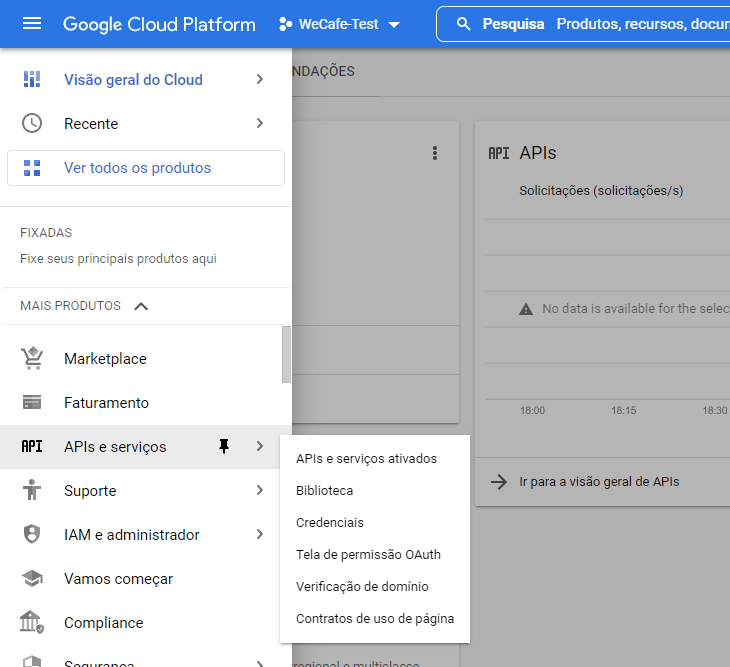 Google Cloud Platform
WeCafe-Test
Pesquisa Produtos, recursos, docur
Visão geral do Cloud
Recente
Ver todos os produtos
FIXADAS
Fixe seus principais produtos aqui
MAIS PRODUTOS
Marketplace
Faturamento
API APIs e serviços
Suporte
IAM e administrador
Vamos começar
Compliance
Segurança
APIs e serviços ativados
Biblioteca
Credenciais
Tela de permissão OAuth
Verificação de domínio
Contratos de uso de página
NDAÇÕES
API APIs
Solicitações (solicitações/s)
No data is available for the selec
18:00 18:15 18:30
Ir para a visão geral de APIs
rregional e multiclasse